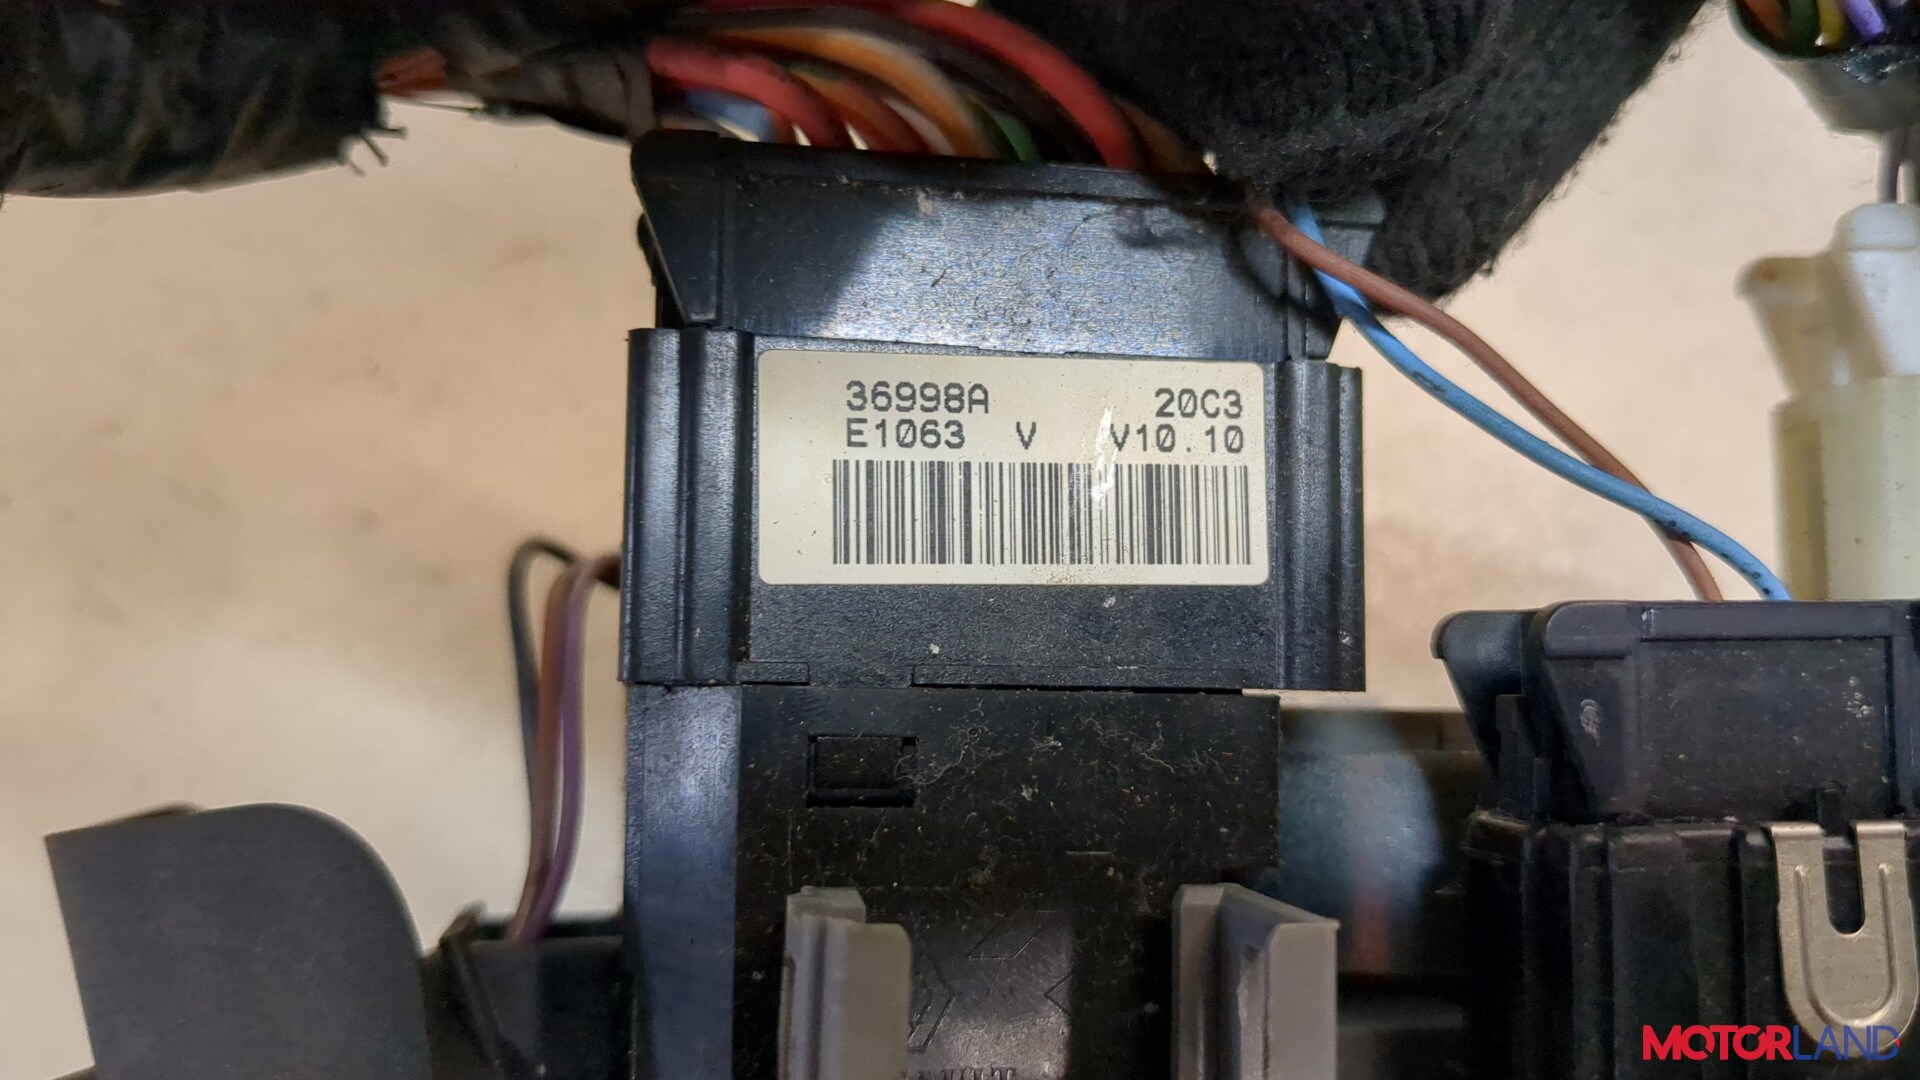 36998A 20C3
E1063 V V10.10
MOTORLAND